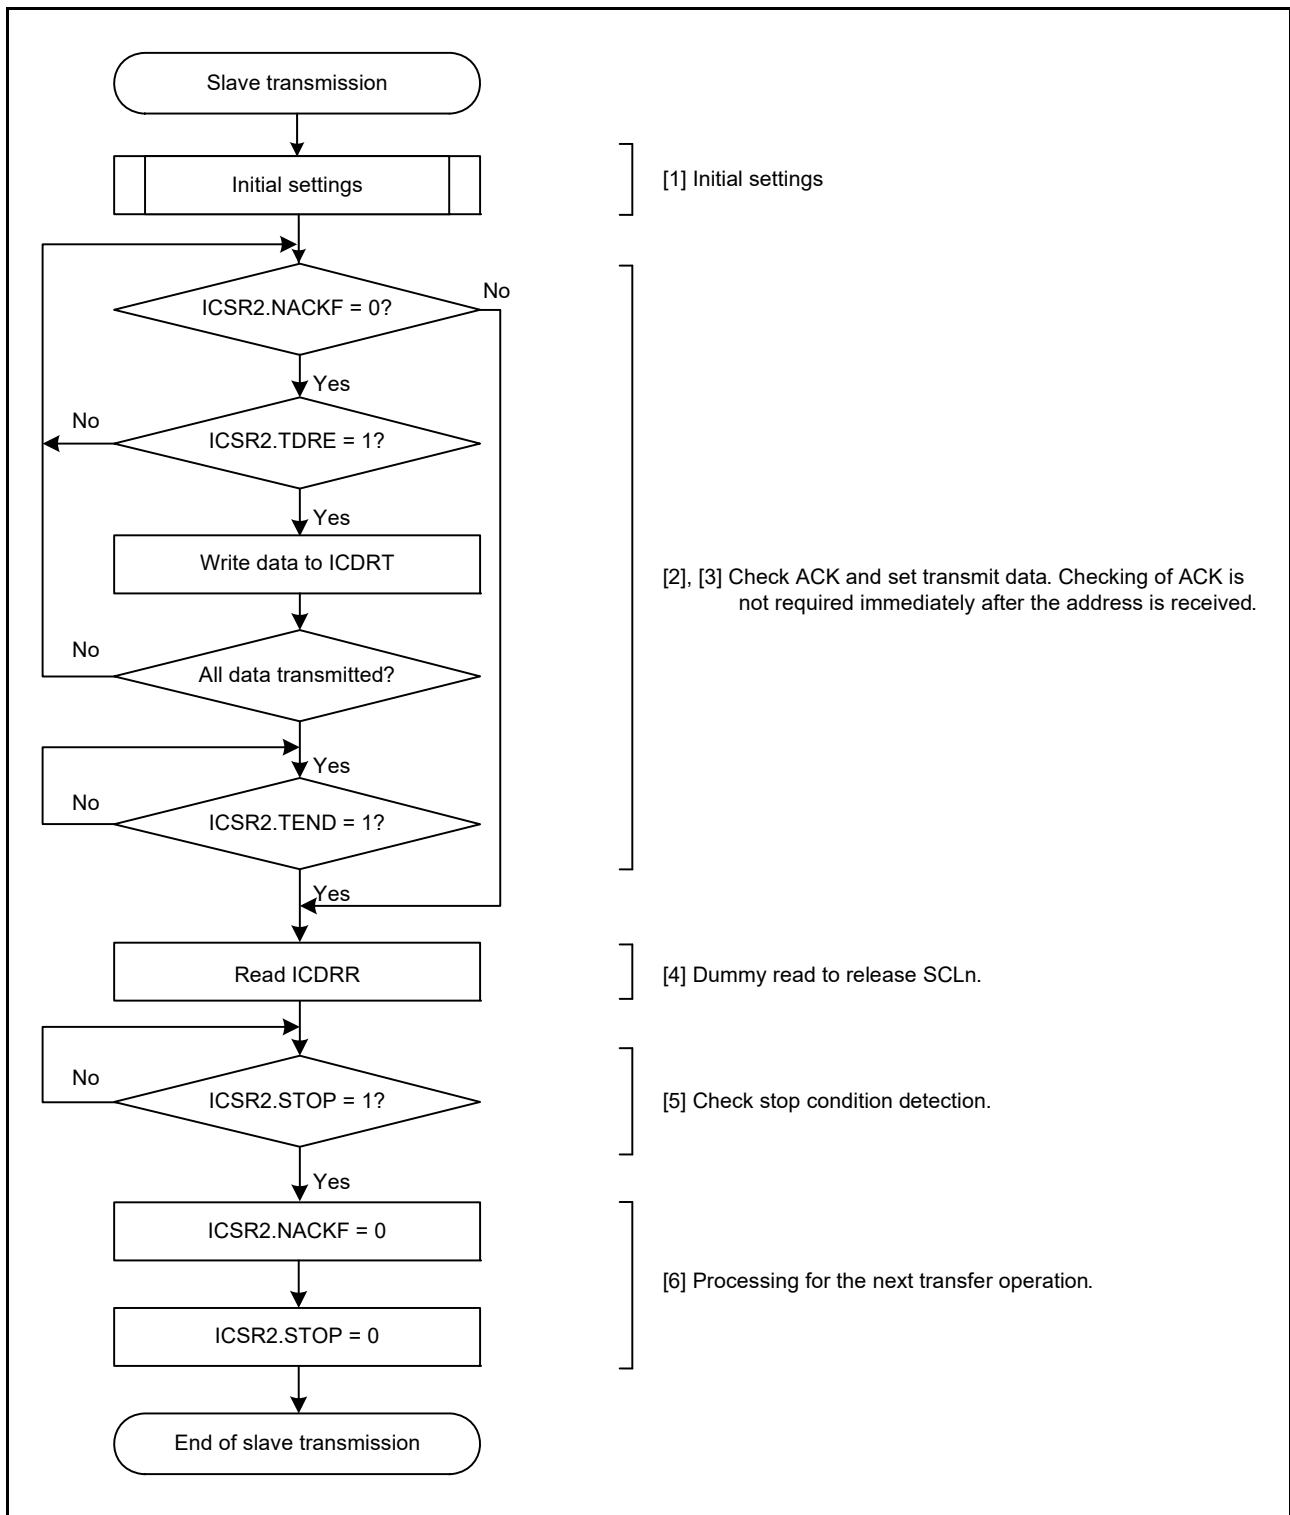 Slave transmission
Initial settings
[1] Initial settings
ICSR2.NACKF = 0?
No
Yes
No
ICSR2.TDRE = 1?
Yes
Write data to ICDRT
[2], [3] Check ACK and set transmit data. Checking of ACK is
not required immediately after the address is received.
No
All data transmitted?
Yes
No
ICSR2.TEND = 1?
Yes
Read ICDRR
[4] Dummy read to release SCLn.
No
ICSR2.STOP = 1?
[5] Check stop condition detection.
Yes
ICSR2.NACKF = 0
[6] Processing for the next transfer operation.
ICSR2.STOP = 0
End of slave transmission